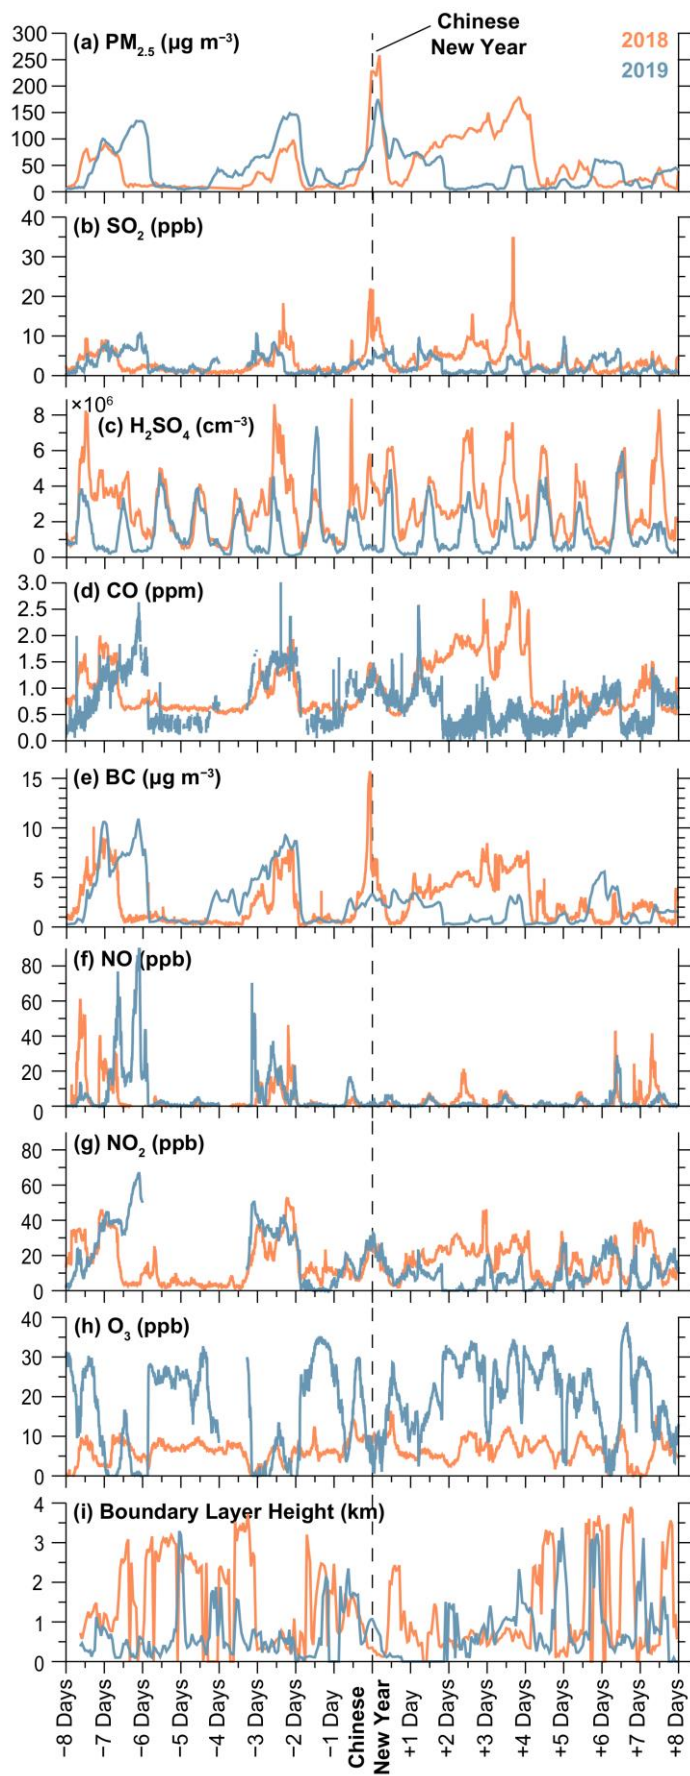 Chinese
New Year
2018
2019
(a) PM2.5 (µg m⁻³)
300
250
200
150
100
50
0
(b) SO2 (ppb)
40
30
20
10
0
×10⁶
(c) H2SO4 (cm⁻³)
8
6
4
2
0
(d) CO (ppm)
3.0
2.5
2.0
1.5
1.0
0.5
0.0
(e) BC (µg m⁻³)
15
10
5
0
(f) NO (ppb)
80
60
40
20
0
(g) NO2 (ppb)
80
60
40
20
0
(h) O3 (ppb)
40
30
20
10
0
(i) Boundary Layer Height (km)
4
3
2
1
0
−8 Days
−7 Days
−6 Days
−5 Days
−4 Days
−3 Days
−2 Days
−1 Day
Chinese
New Year
+1 Day
+2 Days
+3 Days
+4 Days
+5 Days
+6 Days
+7 Days
+8 Days